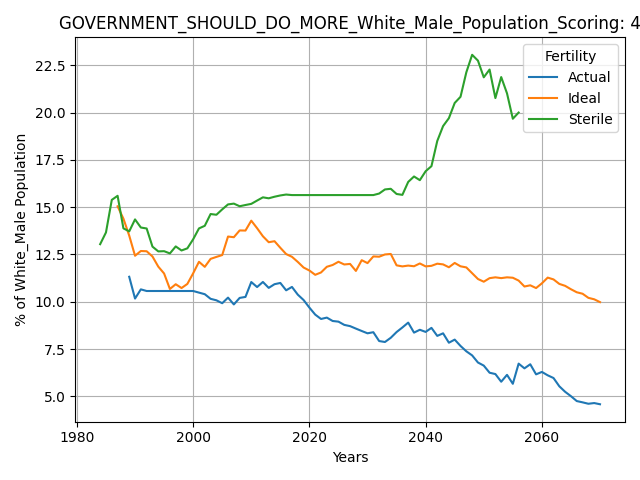 GOVERNMENT_SHOULD_DO_MORE_White_Male_Population_Scoring: 4
% of White_Male Population
22.5
20.0
17.5
15.0
12.5
10.0
7.5
5.0
Fertility
Actual
Ideal
Sterile
1980
2000
2020
2040
2060
Years